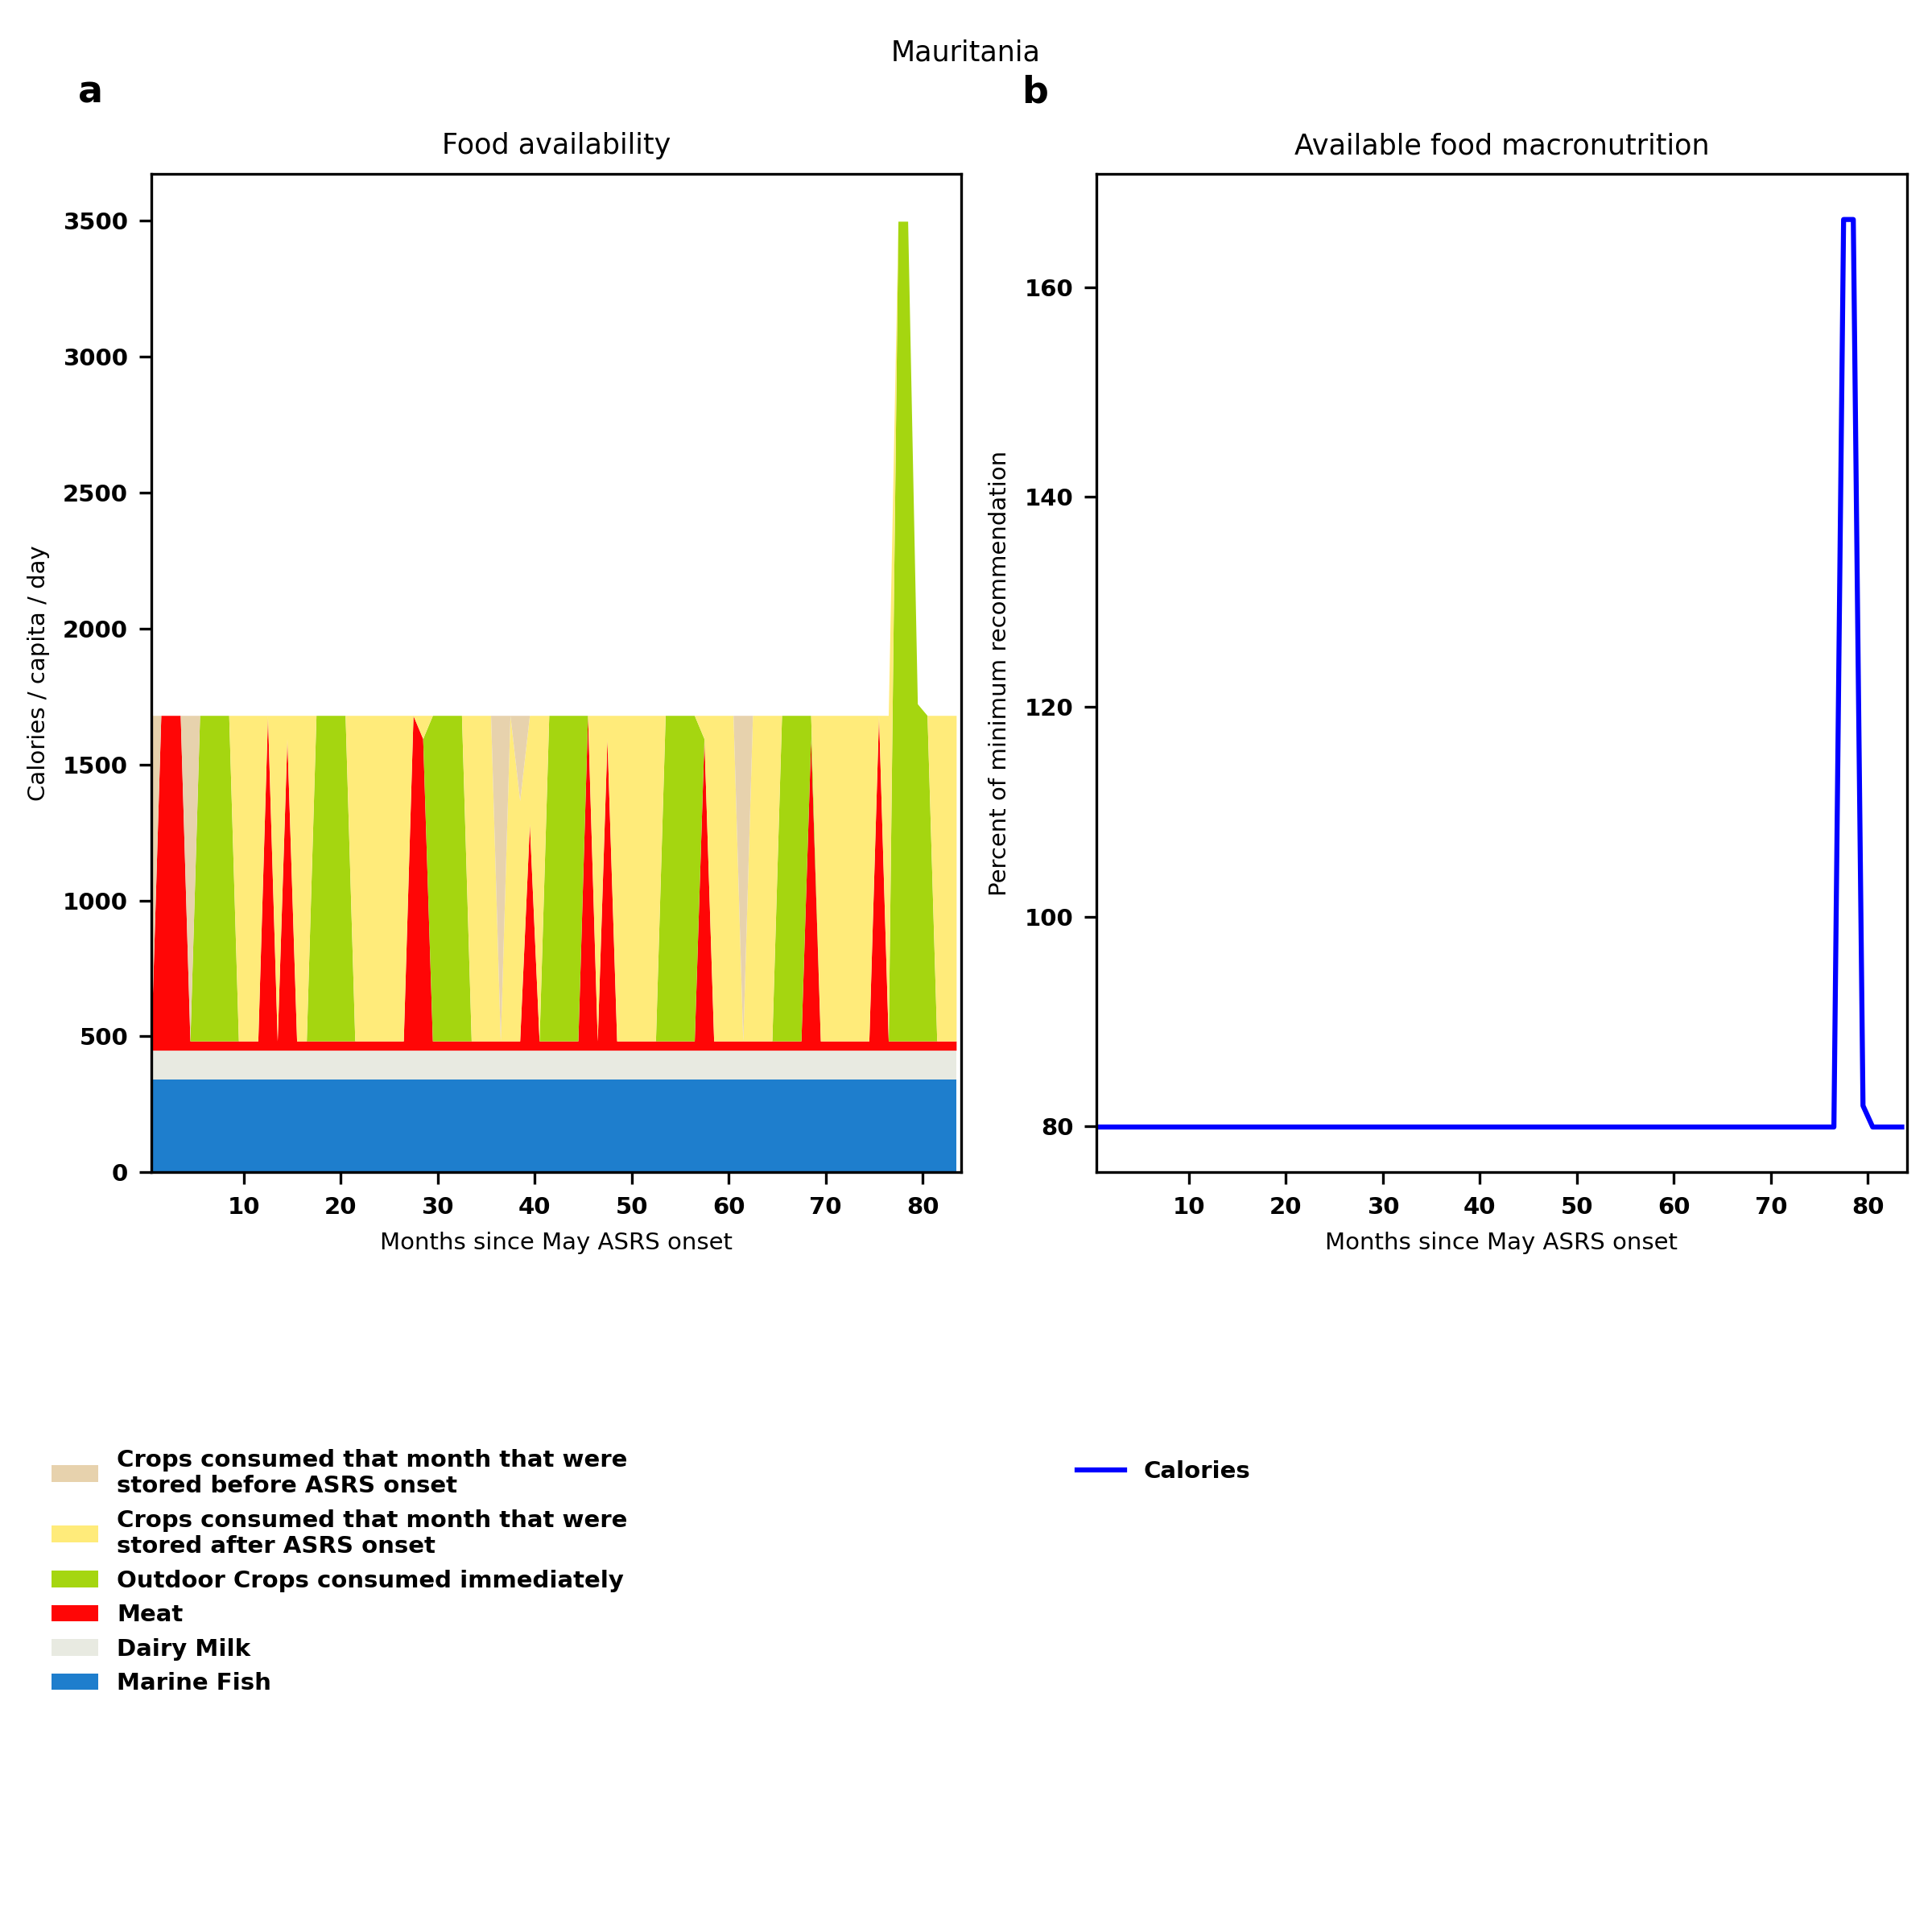 Mauritania
a
b
Food availability
Available food macronutrition
Calories / capita / day
3500
3000
2500
2000
1500
1000
500
0
10 20 30 40 50 60 70 80
Months since May ASRS onset
Percent of minimum recommendation
160
140
120
100
80
10 20 30 40 50 60 70 80
Months since May ASRS onset
Crops consumed that month that were
stored before ASRS onset
Crops consumed that month that were
stored after ASRS onset
Outdoor Crops consumed immediately
Meat
Dairy Milk
Marine Fish
Calories